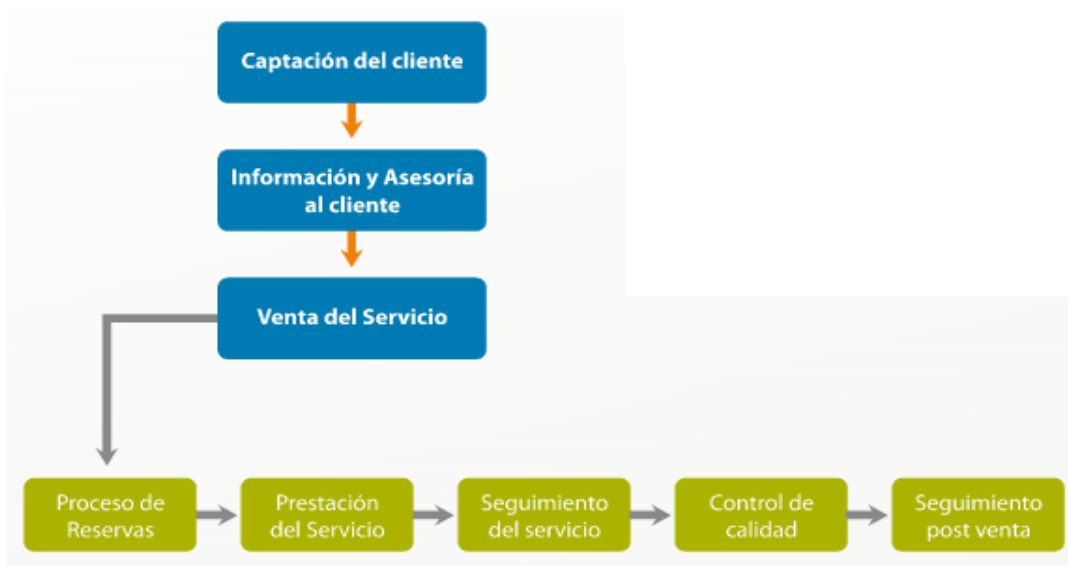 Captación del cliente
Información y Asesoría
al cliente
Venta del Servicio
Proceso de
Reservas
Prestación
del Servicio
Seguimiento
del servicio
Control de
calidad
Seguimiento
post venta